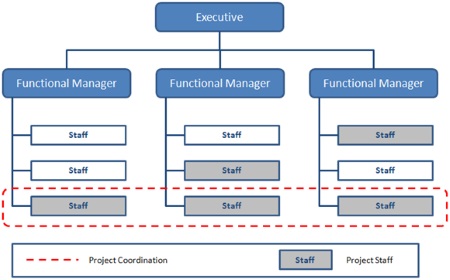 Executive
Functional Manager Functional Manager Functional Manager
Staff Staff Staff
Staff Staff Staff
Staff Staff Staff
Project Coordination Staff Project Staff